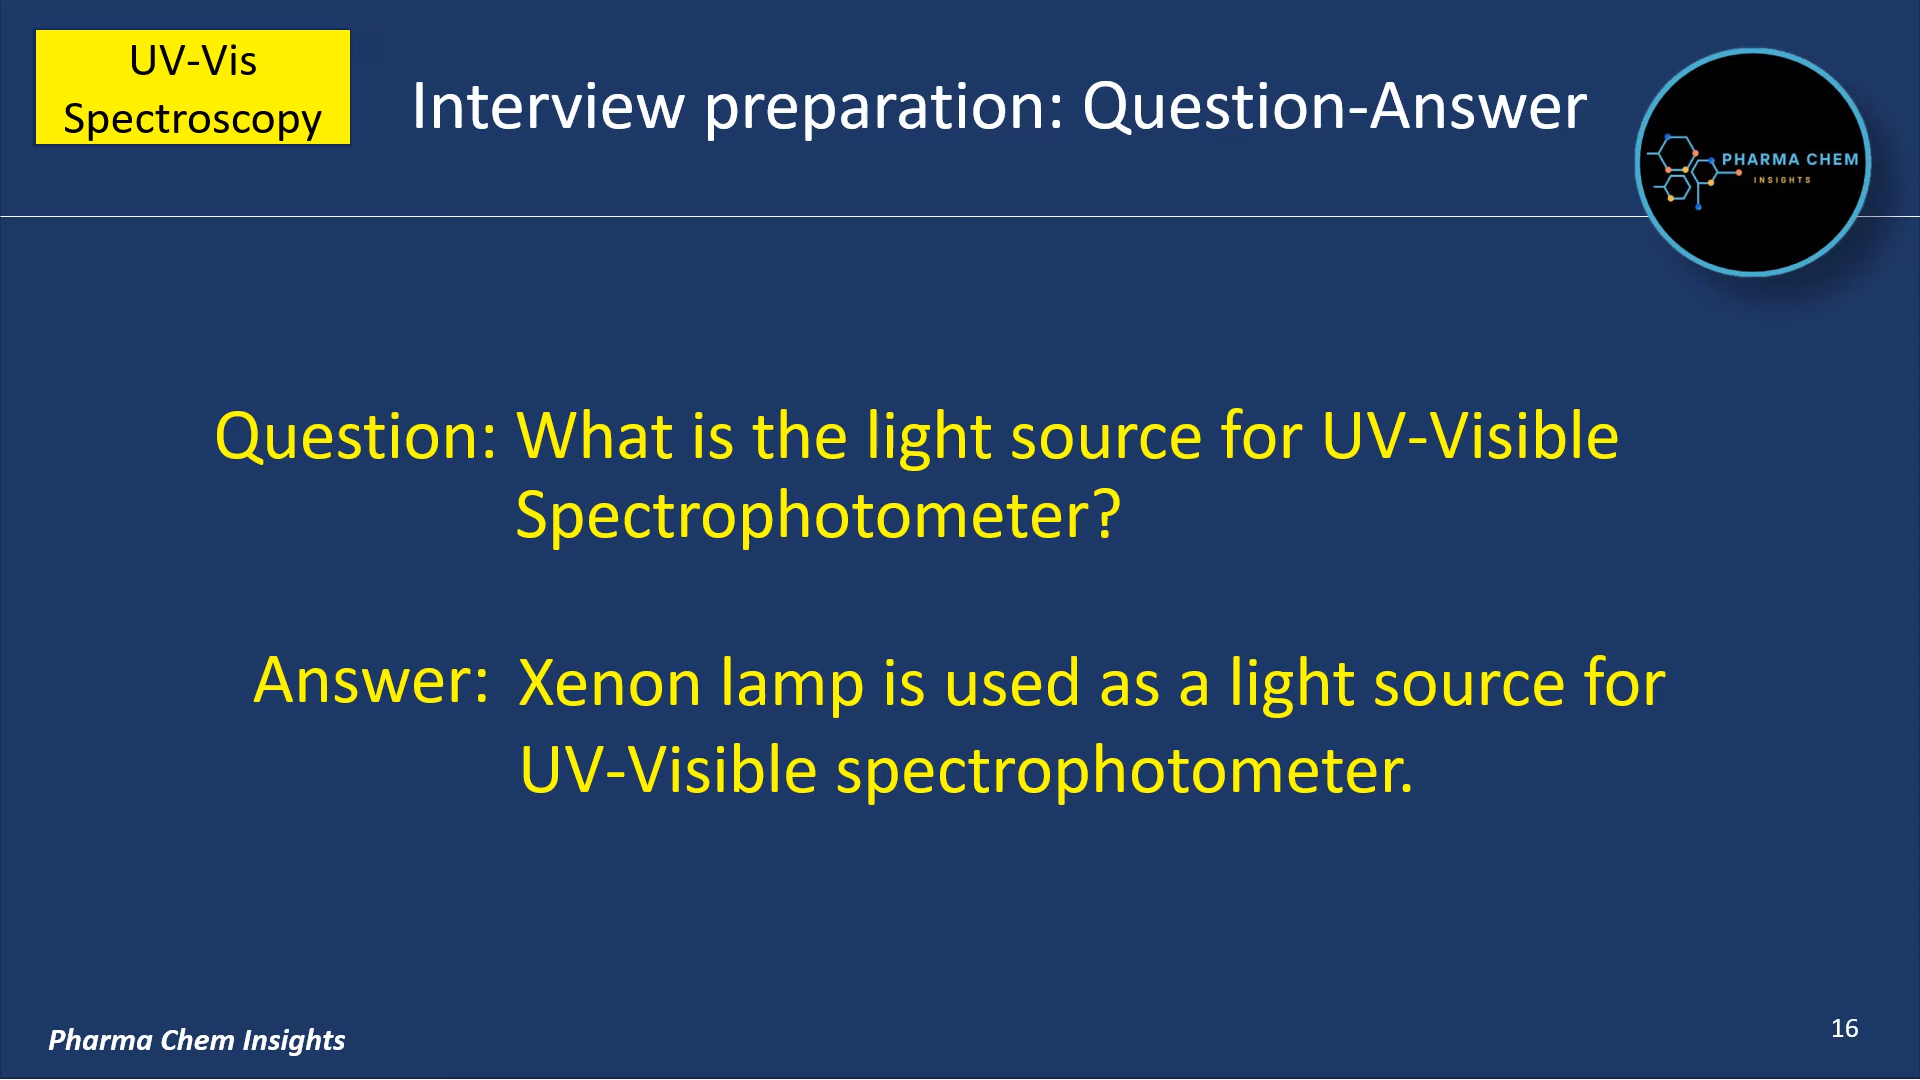 UV-Vis
Spectroscopy
Interview preparation: Question-Answer
PHARMA CHEM
INSIGHTS
Question: What is the light source for UV-Visible
Spectrophotometer?
Answer: Xenon lamp is used as a light source for
UV-Visible spectrophotometer.
Pharma Chem Insights
16